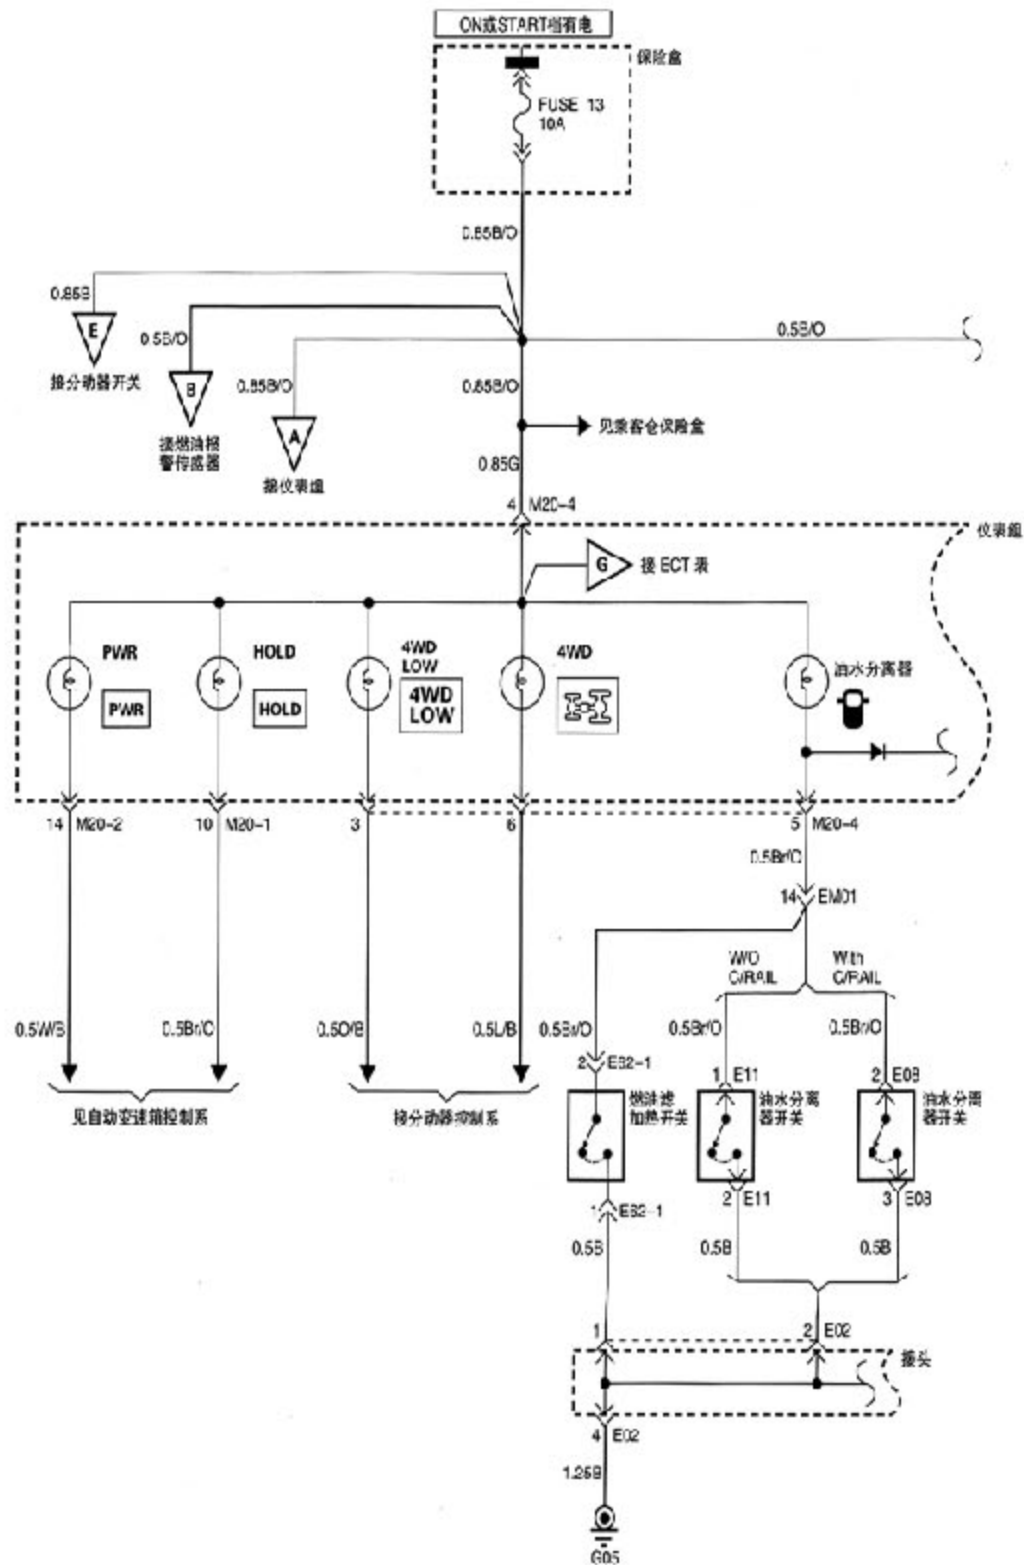 ON或START档有电
保险盒
FUSE 13
10A
0.85B/O
0.85B
0.5B/O
0.5B/O
E
接分动器开关
B
接燃油报
警传感器
0.85B/O
A
接仪表组
0.85B/O
见乘客仓保险盒
0.85G
4 M20-4
仪表组
G 接 ECT 表
PWR
PWR
HOLD
HOLD
4WD
LOW
4WD
LOW
4WD
油水分离器
14 M20-2
10 M20-1
3
6
5 M20-4
0.5Br/O
14 EM01
W/O
C/RAIL
With
C/RAIL
0.5W/B
0.5Br/O
0.5O/B
0.5L/B
0.5Br/O
0.5Br/O
0.5Br/O
2 E62-1
1 E11
2 E08
见自动变速箱控制系
接分动器控制系
燃油滤
加热开关
油水分离
器开关
油水分离
器开关
1 E62-1
2 E11
3 E08
0.5B
0.5B
0.5B
1
2 E02
接头
4 E02
1.25B
G05